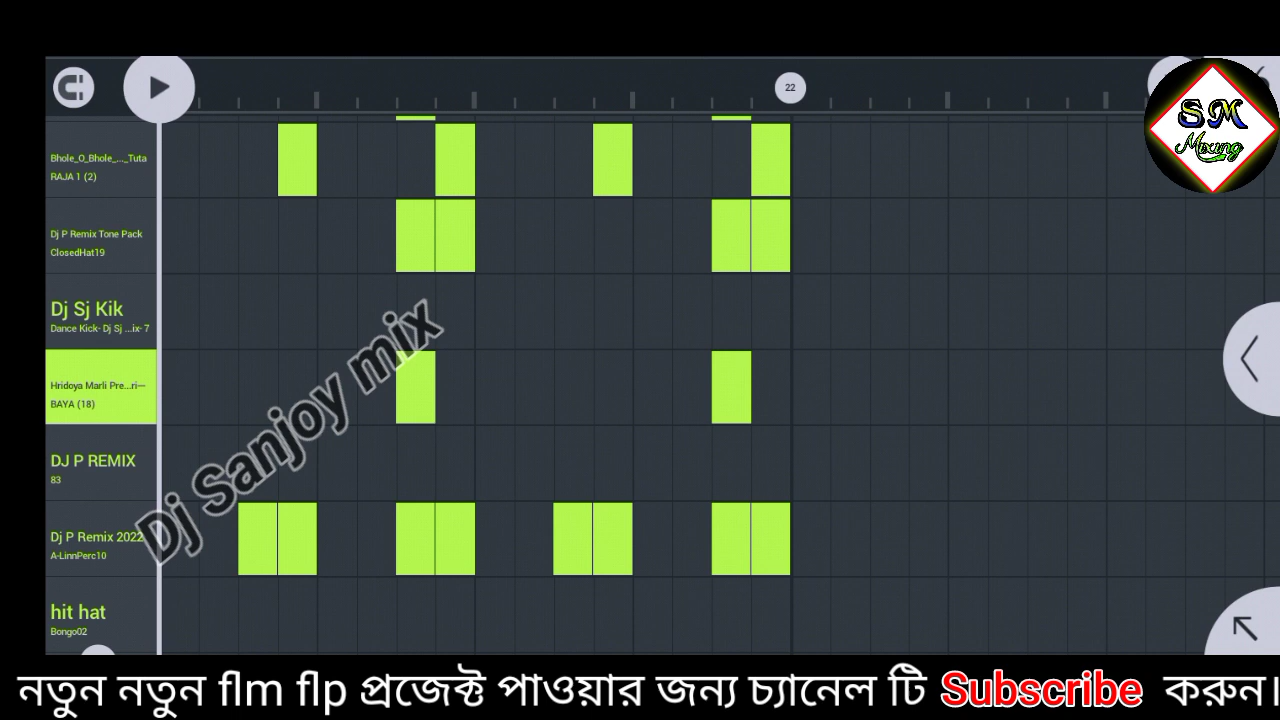 22
SM
Mixing
Bhole_O_Bhole_..._Tuta
RAJA 1 (2)
Dj P Remix Tone Pack
ClosedHat19
Dj Sj Kik
Dance Kick- Dj Sj ...ix- 7
Hridoya Marli Pre...ri---
BAYA (18)
DJ P REMIX
83
Dj P Remix 2022
A-LinnPerc10
hit hat
Bongo02
Dj Sanjoy mix
নতুন নতুন flm flp প্রজেক্ট পাওয়ার জন্য চ্যানেল টি Subscribe করুন।